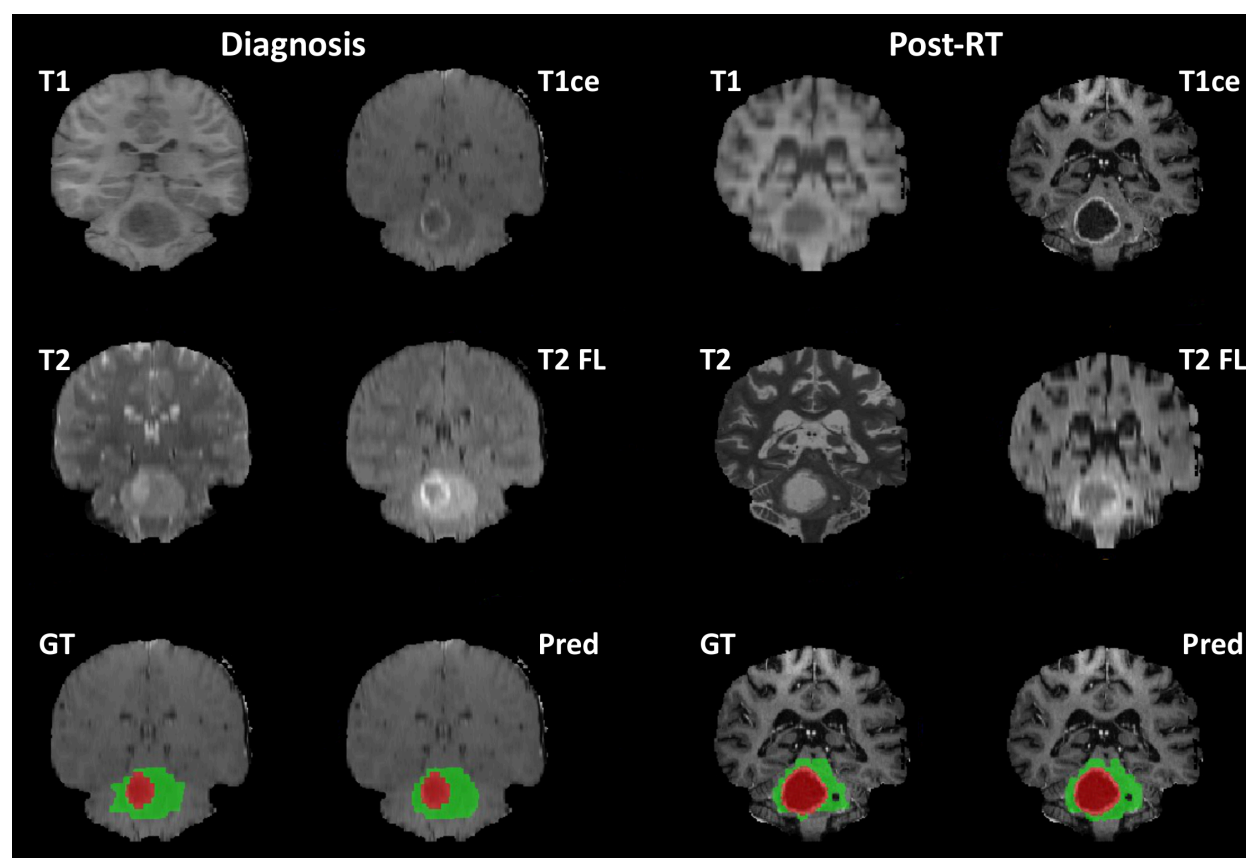 Diagnosis
Post-RT
T1
T1ce
T1
T1ce
T2
T2 FL
T2
T2 FL
GT
Pred
GT
Pred